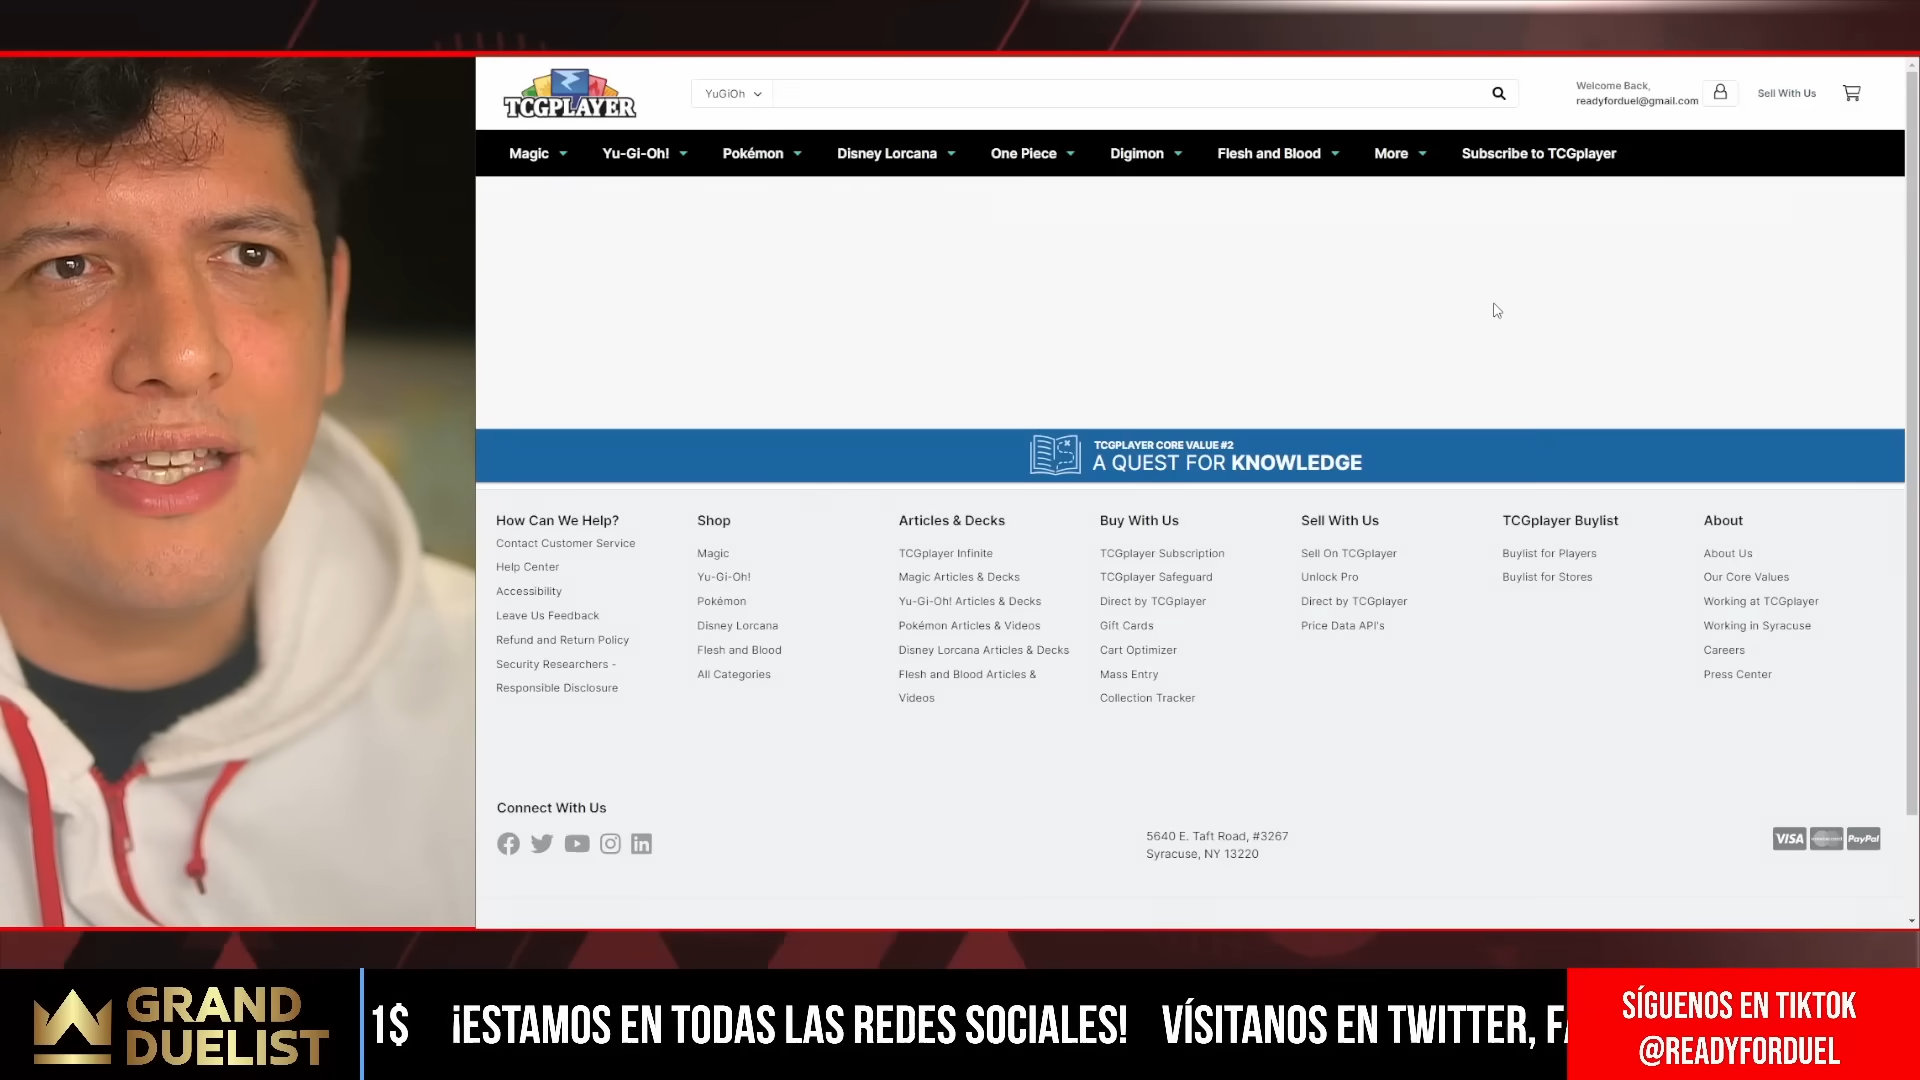 TCGPLAYER
YuGiOh
Welcome Back,
readyforduel@gmail.com
Sell With Us
Magic
Yu-Gi-Oh!
Pokémon
Disney Lorcana
One Piece
Digimon
Flesh and Blood
More
Subscribe to TCGplayer
TCGPLAYER CORE VALUE #2
A QUEST FOR KNOWLEDGE
How Can We Help?
Contact Customer Service
Help Center
Accessibility
Leave Us Feedback
Refund and Return Policy
Security Researchers -
Responsible Disclosure
Shop
Magic
Yu-Gi-Oh!
Pokémon
Disney Lorcana
Flesh and Blood
All Categories
Articles & Decks
TCGplayer Infinite
Magic Articles & Decks
Yu-Gi-Oh! Articles & Decks
Pokémon Articles & Videos
Disney Lorcana Articles & Decks
Flesh and Blood Articles &
Videos
Buy With Us
TCGplayer Subscription
TCGplayer Safeguard
Direct by TCGplayer
Gift Cards
Cart Optimizer
Mass Entry
Collection Tracker
Sell With Us
Sell On TCGplayer
Unlock Pro
Direct by TCGplayer
Price Data API's
TCGplayer Buylist
Buylist for Players
Buylist for Stores
About
About Us
Our Core Values
Working at TCGplayer
Working in Syracuse
Careers
Press Center
Connect With Us
5640 E. Taft Road, #3267
Syracuse, NY 13220
VISA
PayPal
GRAND
DUELIST
1$ ¡ESTAMOS EN TODAS LAS REDES SOCIALES! VÍSITANOS EN TWITTER, FA
SÍGUENOS EN TIKTOK
@READYFORDUEL